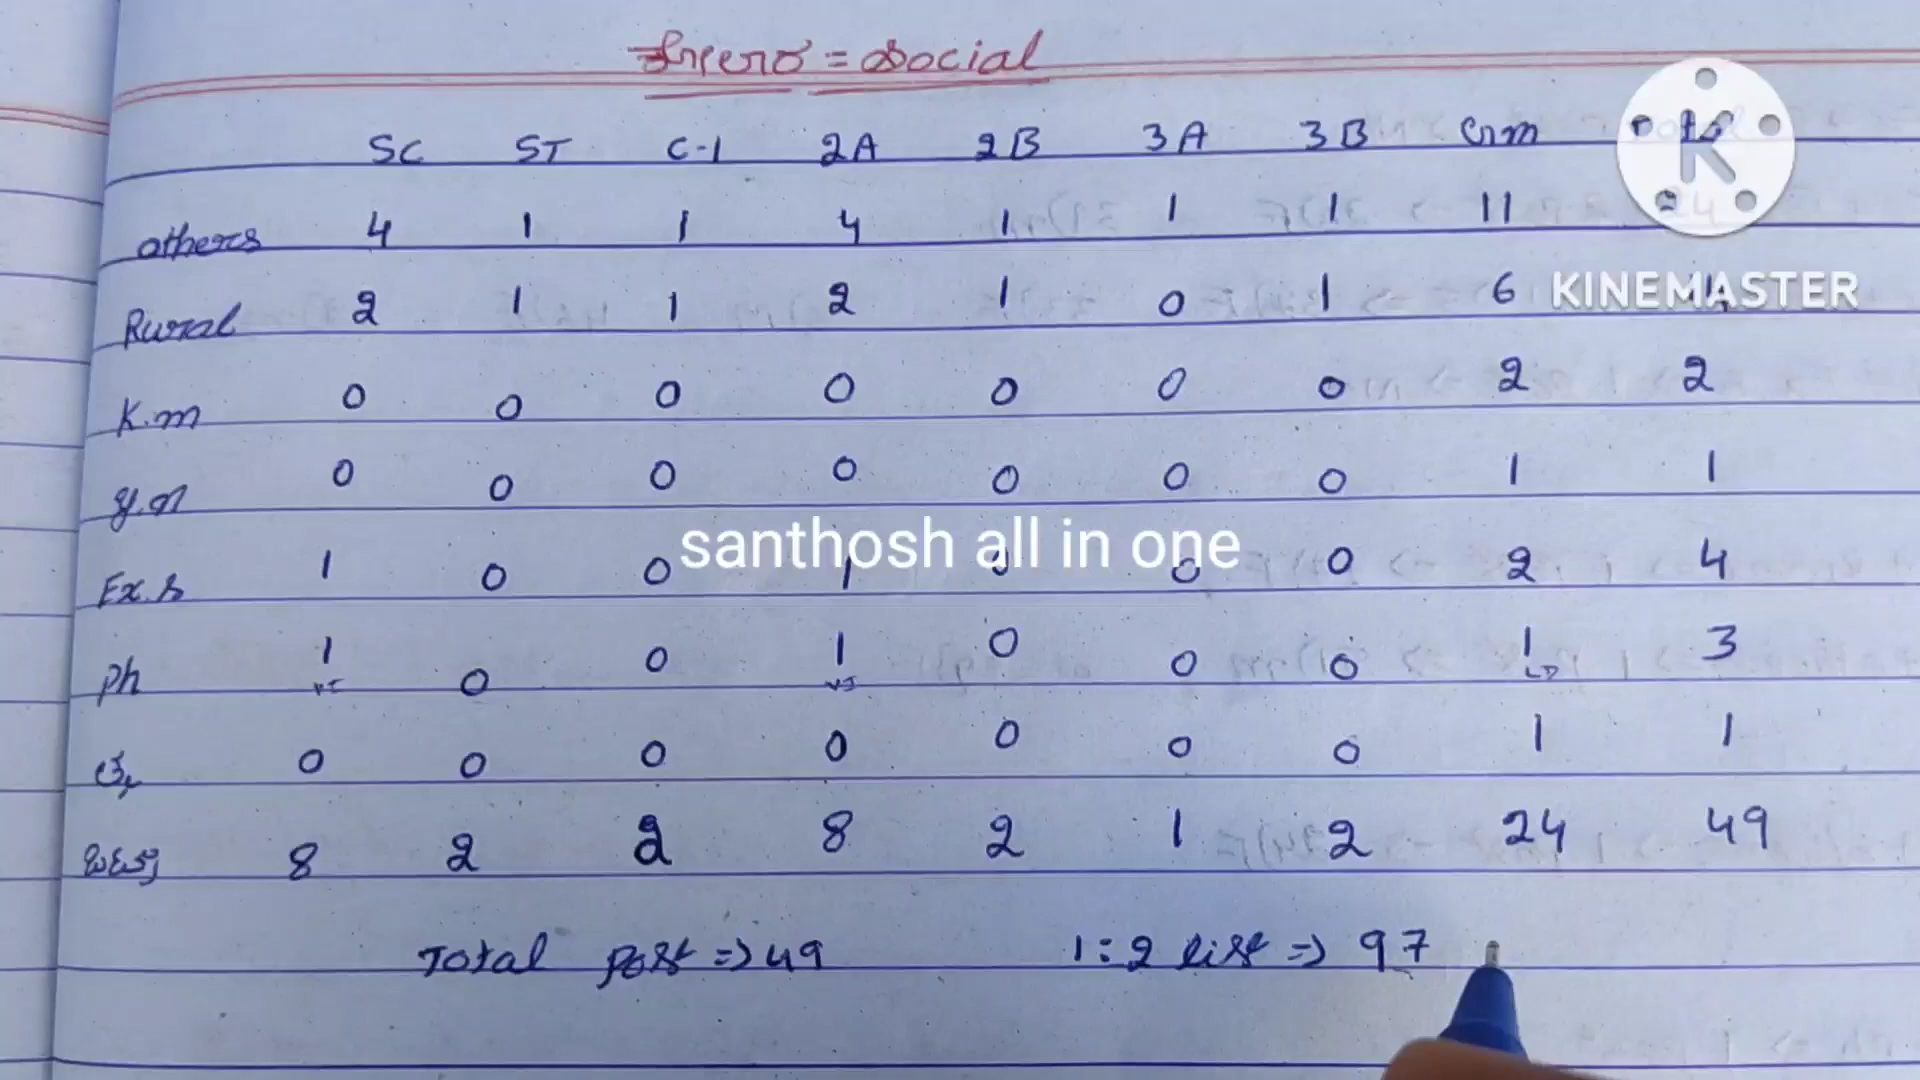 = Social
SC ST C-1 2A 2B 3A 3B Gm
others 4 1 1 4 1 1 1 11 24
Rural 2 1 1 2 1 0 1 6 14
KINEMASTER
K.m 0 0 0 0 0 0 0 2 2
0 0 0 0 0 0 0 1 1
santhosh all in one
Ex.s 1 0 0 1 0 0 0 2 4
Ph 1 0 0 1 0 0 0 1 3
0 0 0 0 0 0 0 1 1
8 2 2 8 2 1 2 24 49
Total post => 49 1:2 list => 97